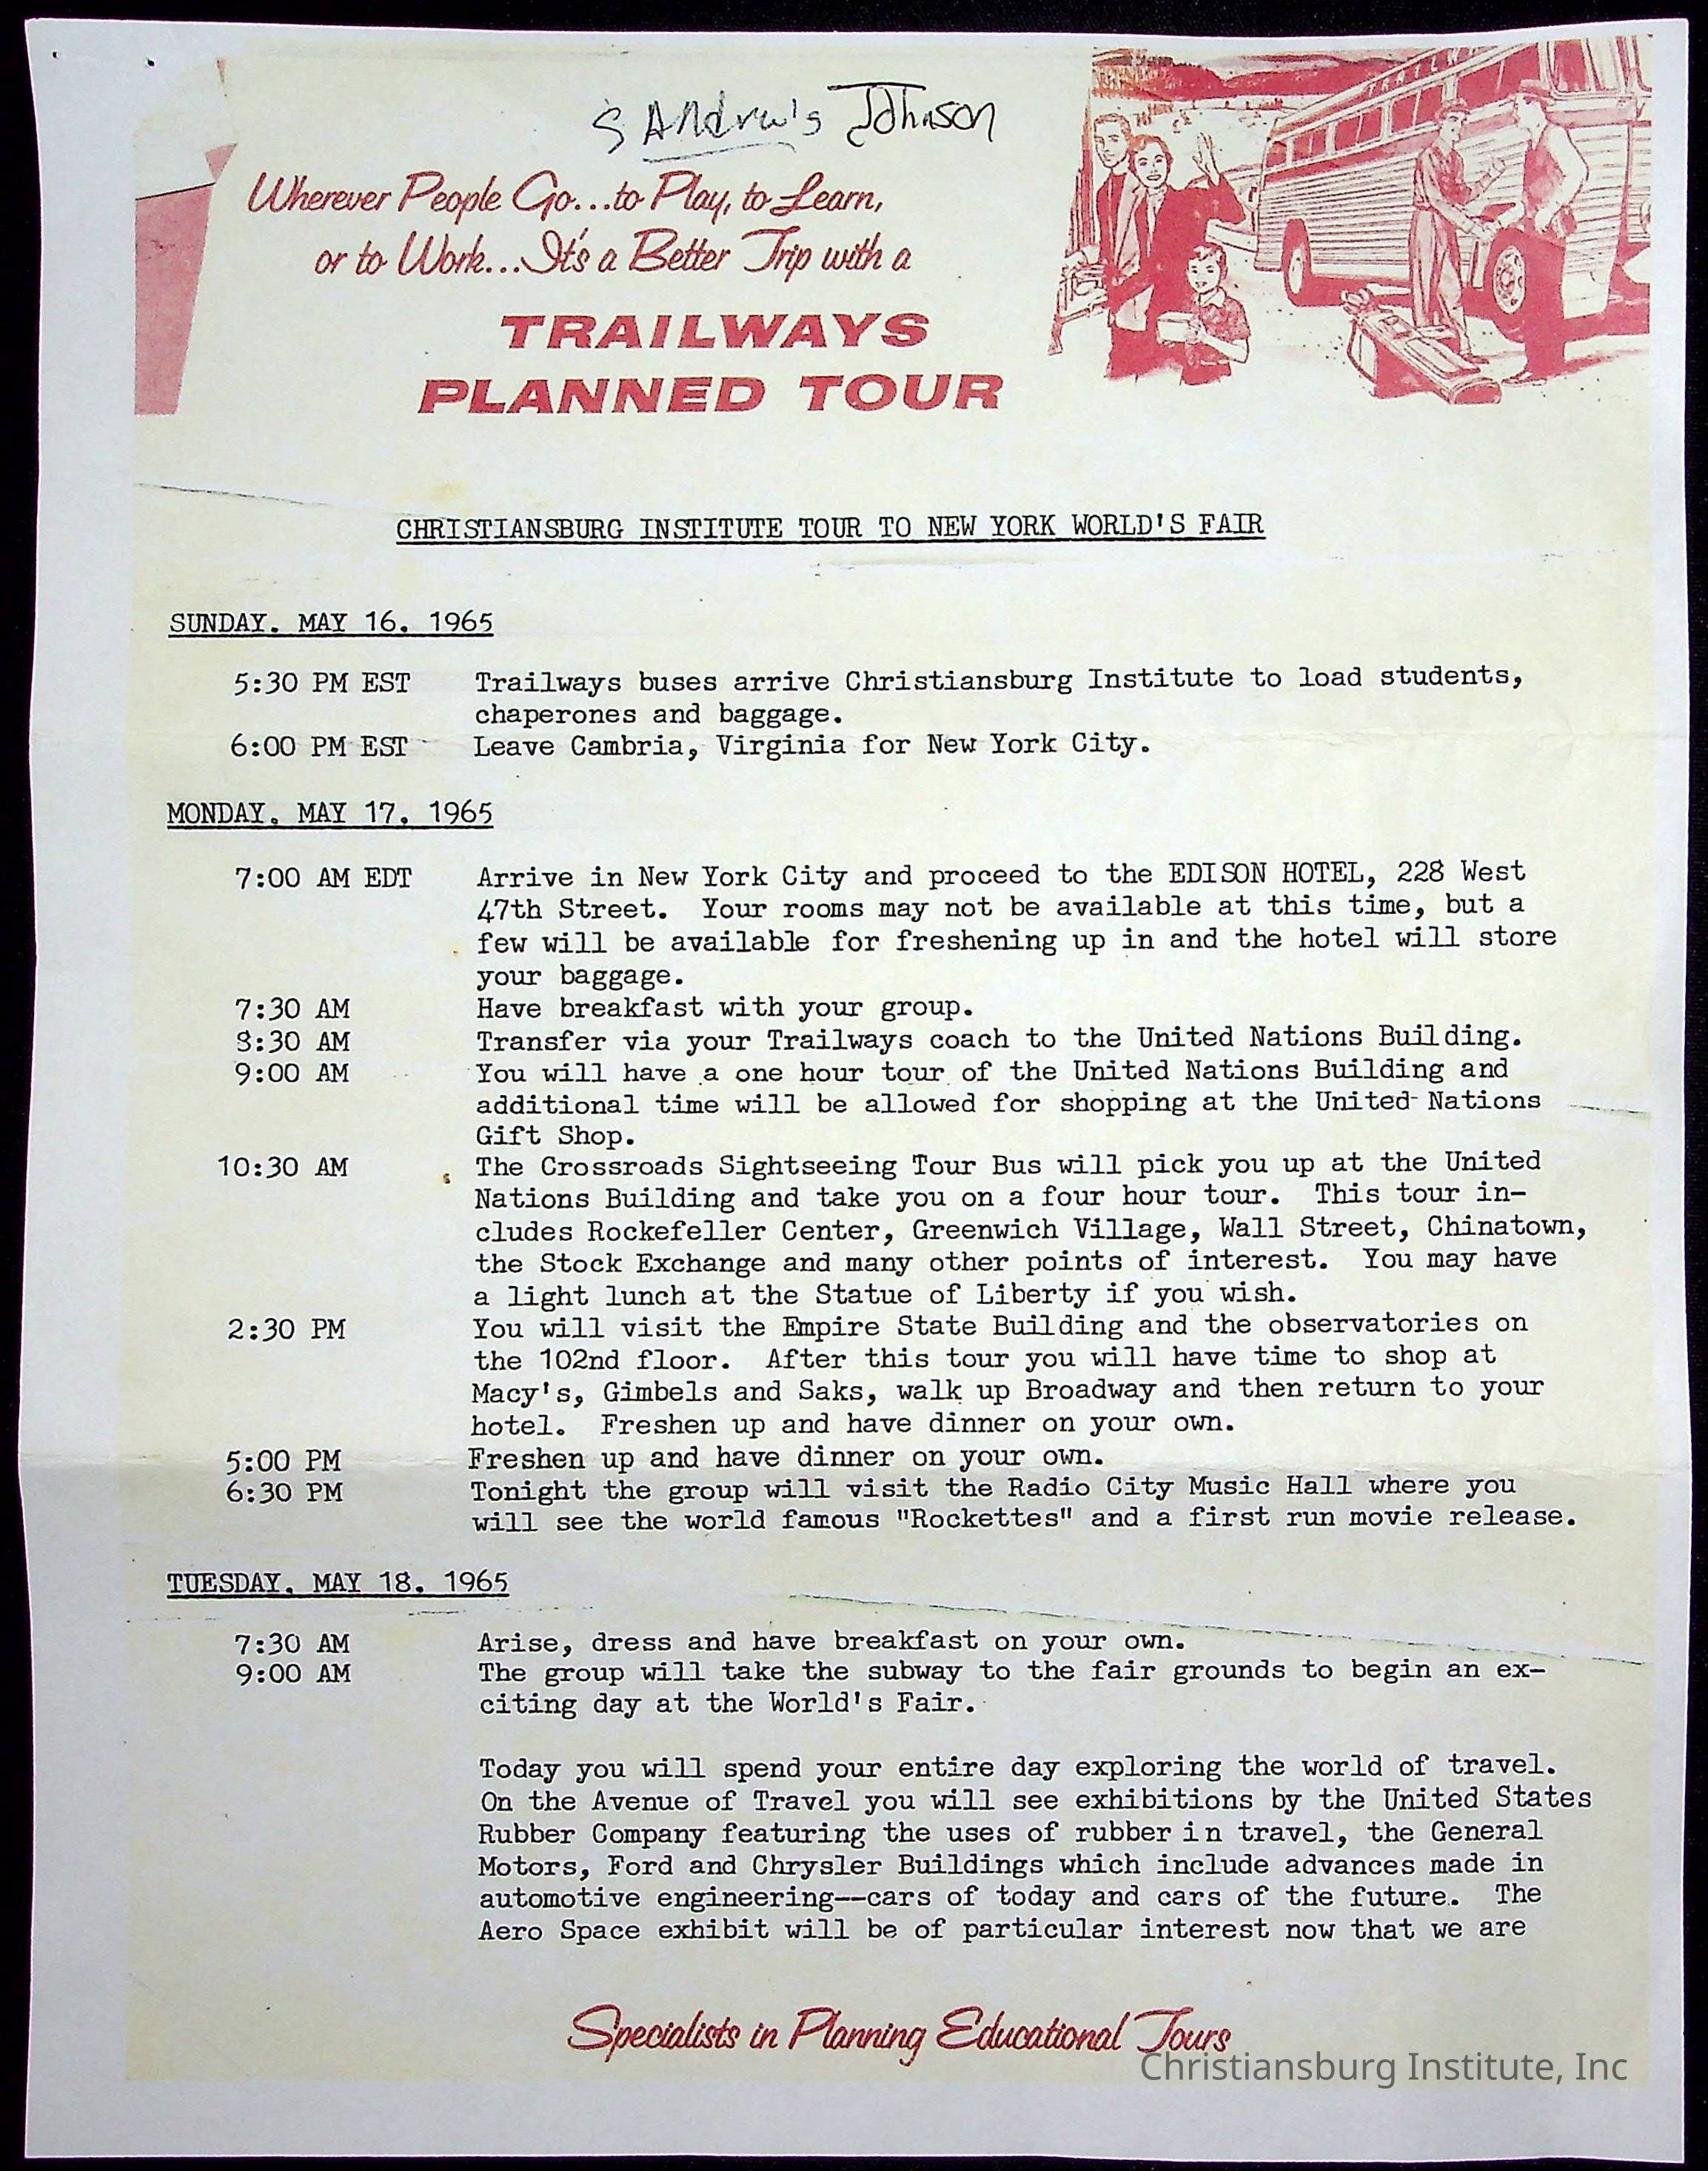 Johnson
TRAILW
Wherever People Go...to Play, to Learn,
or to Work...It's a Better Trip with a
TRAILWAYS
PLANNED TOUR
CHRISTIANSBURG INSTITUTE TOUR TO NEW YORK WORLD'S FAIR
SUNDAY, MAY 16, 1965
5:30 PM EST Trailways buses arrive Christiansburg Institute to load students,
chaperones and baggage.
6:00 PM EST Leave Cambria, Virginia for New York City.
MONDAY, MAY 17, 1965
7:00 AM EDT Arrive in New York City and proceed to the EDISON HOTEL, 228 West
47th Street. Your rooms may not be available at this time, but a
few will be available for freshening up in and the hotel will store
your baggage.
7:30 AM Have breakfast with your group.
8:30 AM Transfer via your Trailways coach to the United Nations Building.
9:00 AM You will have a one hour tour of the United Nations Building and
additional time will be allowed for shopping at the United Nations
Gift Shop.
10:30 AM The Crossroads Sightseeing Tour Bus will pick you up at the United
Nations Building and take you on a four hour tour. This tour in-
cludes Rockefeller Center, Greenwich Village, Wall Street, Chinatown,
the Stock Exchange and many other points of interest. You may have
a light lunch at the Statue of Liberty if you wish.
2:30 PM You will visit the Empire State Building and the observatories on
the 102nd floor. After this tour you will have time to shop at
Macy's, Gimbels and Saks, walk up Broadway and then return to your
hotel. Freshen up and have dinner on your own.
5:00 PM Freshen up and have dinner on your own.
6:30 PM Tonight the group will visit the Radio City Music Hall where you
will see the world famous "Rockettes" and a first run movie release.
TUESDAY, MAY 18, 1965
7:30 AM Arise, dress and have breakfast on your own.
9:00 AM The group will take the subway to the fair grounds to begin an ex-
citing day at the World's Fair.
Today you will spend your entire day exploring the world of travel.
On the Avenue of Travel you will see exhibitions by the United States
Rubber Company featuring the uses of rubber in travel, the General
Motors, Ford and Chrysler Buildings which include advances made in
automotive engineering--cars of today and cars of the future. The
Aero Space exhibit will be of particular interest now that we are
Specialists in Planning Educational Tours
Christiansburg Institute, Inc